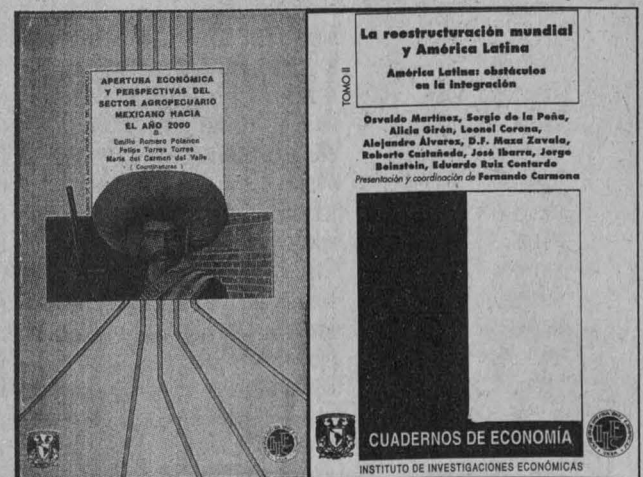 APERTURA ECONÓMICA
Y PERSPECTIVAS DEL
SECTOR AGROPECUARIO
MEXICANO HACIA
EL AÑO 2000
Emilio Romero Polanco
Felipe Torres Torres
María del Carmen del Valle
( Coordinadores )
TOMO II
La reestructuración mundial
y América Latina
América Latina: obstáculos
en la integración
Osvaldo Martínez, Sergio de la Peña,
Alicia Girón, Leonel Corona,
Alejandro Álvarez, D.F. Maza Zavala,
Roberto Castañeda, José Ibarra, Jorge
Beinstein, Eduardo Ruiz Contardo
Presentación y coordinación de Fernando Carmona
CUADERNOS DE ECONOMÍA
INSTITUTO DE INVESTIGACIONES ECONÓMICAS